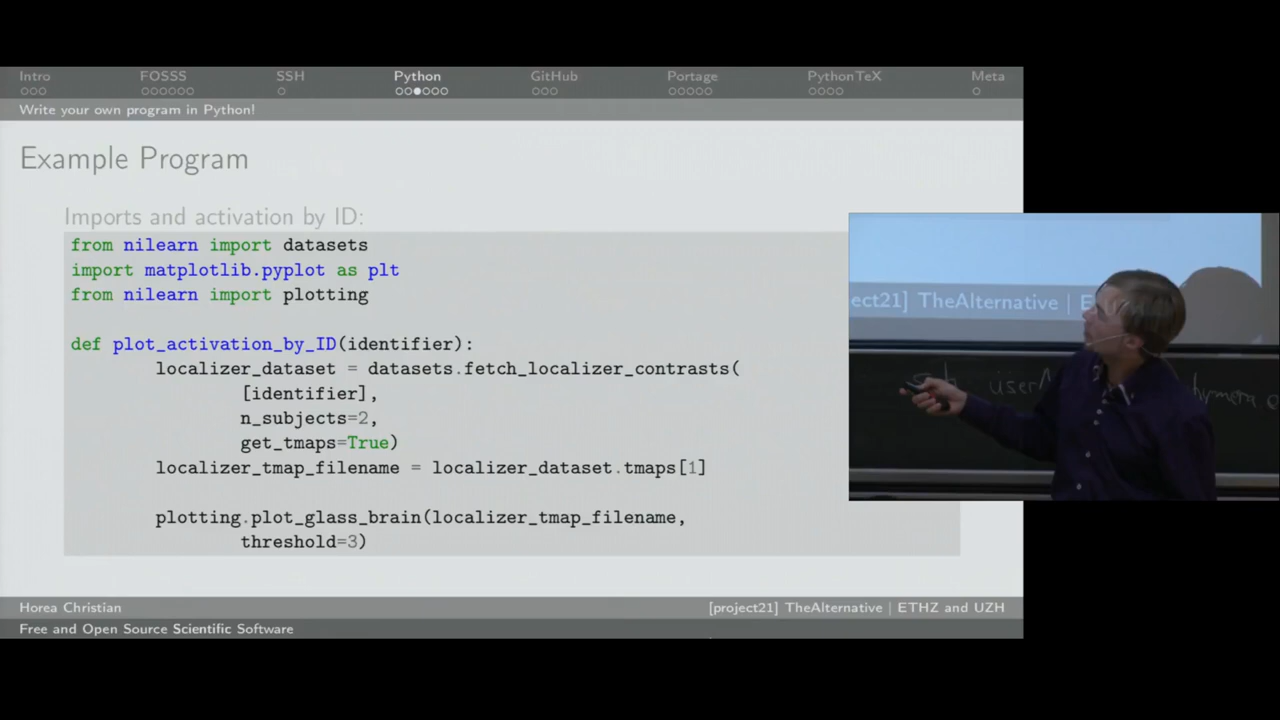 Intro FOSSS SSH Python GitHub Portage PythonTeX Meta
Write your own program in Python!
Example Program
Imports and activation by ID:
from nilearn import datasets
import matplotlib.pyplot as plt
from nilearn import plotting
def plot_activation_by_ID(identifier):
localizer_dataset = datasets.fetch_localizer_contrasts(
[identifier],
n_subjects=2,
get_tmaps=True)
localizer_tmap_filename = localizer_dataset.tmaps[1]
plotting.plot_glass_brain(localizer_tmap_filename,
threshold=3)
ect21] TheAlternative | E
Horea Christian [project21] TheAlternative | ETHZ and UZH
Free and Open Source Scientific Software